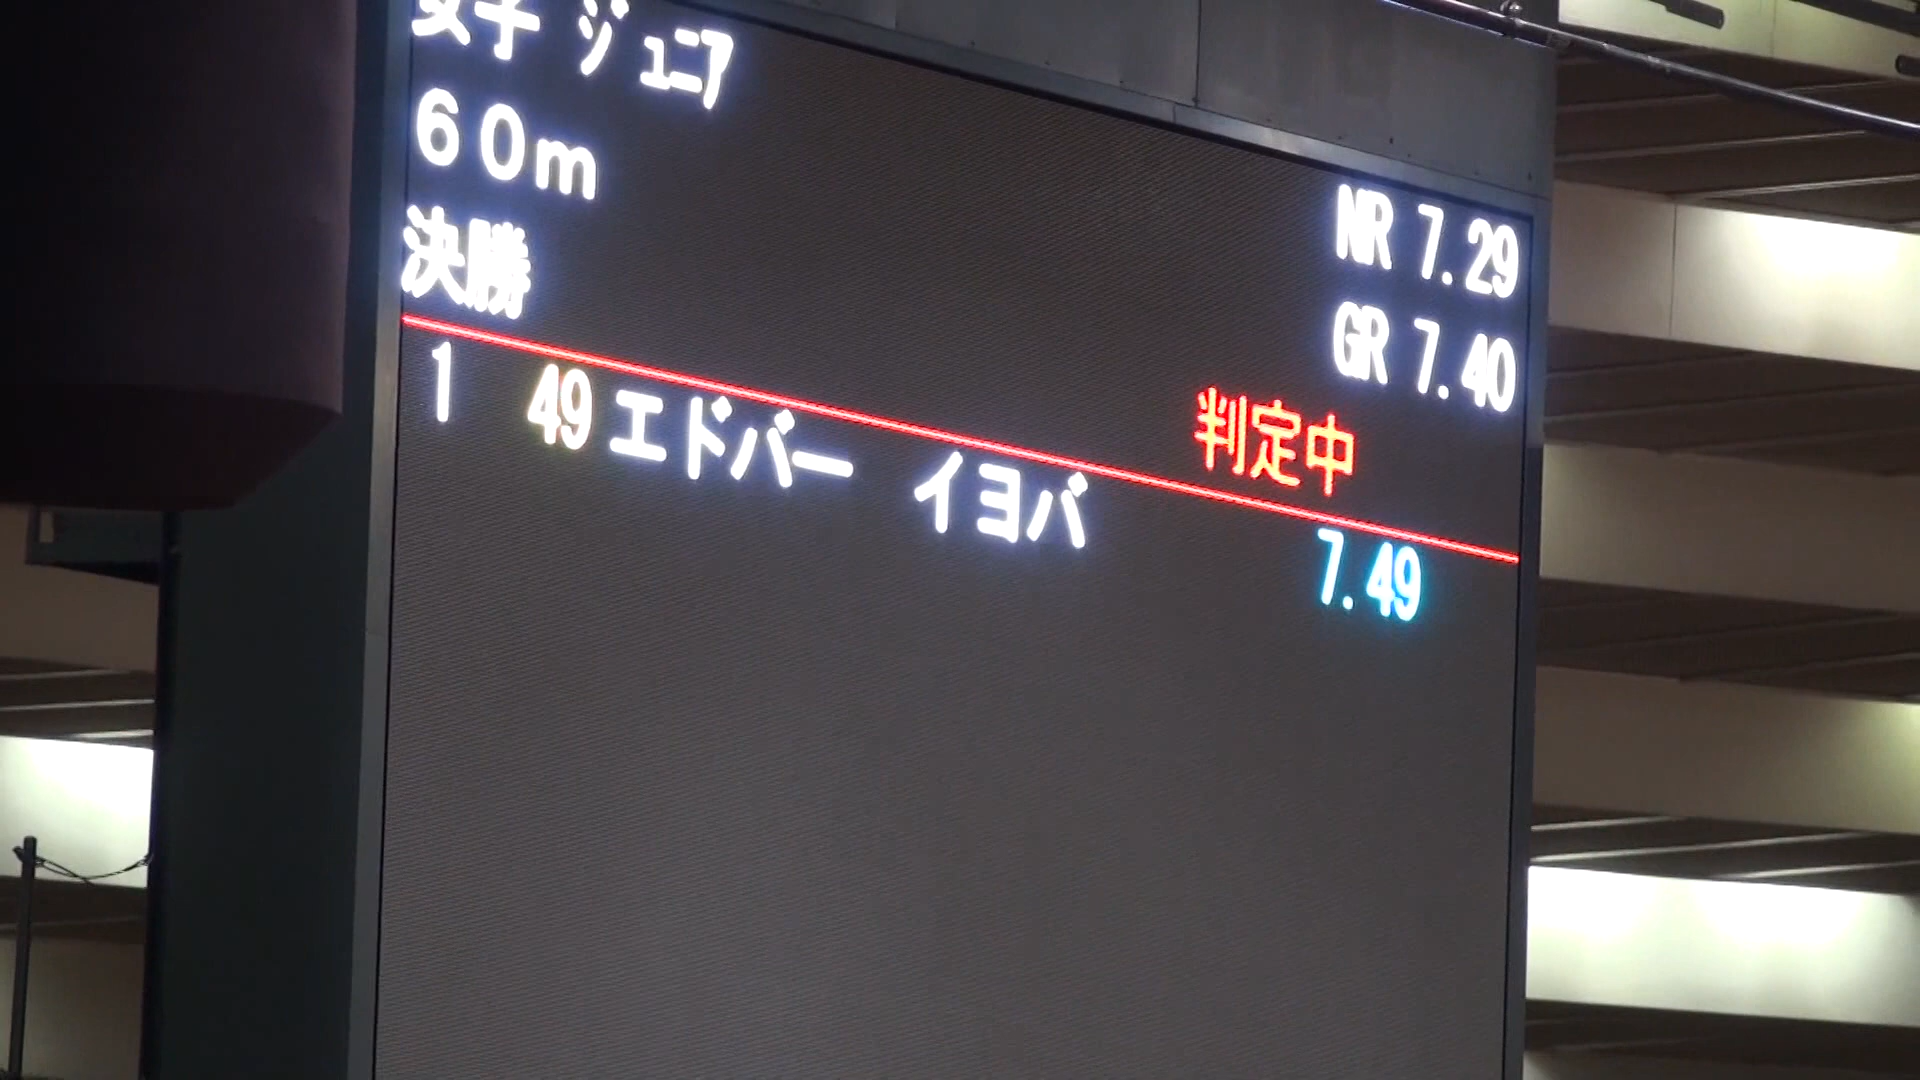 女子 ジュニア
60m
決勝
NR 7.29
GR 7.40
判定中
1 49 エドバー イヨバ 7.49